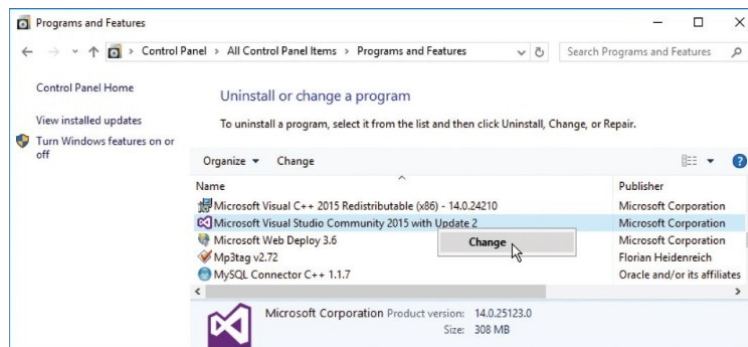 Programs and Features
Control Panel > All Control Panel Items > Programs and Features
Search Programs and Features
Control Panel Home
View installed updates
Turn Windows features on or
off
Uninstall or change a program
To uninstall a program, select it from the list and then click Uninstall, Change, or Repair.
Organize Change
Name Publisher
Microsoft Visual C++ 2015 Redistributable (x86) - 14.0.24210 Microsoft Corporation
Microsoft Visual Studio Community 2015 with Update 2 Microsoft Corporation
Microsoft Web Deploy 3.6 Microsoft Corporation
Change
Mp3tag v2.72 Florian Heidenreich
MySQL Connector C++ 1.1.7 Oracle and/or its affiliates
Microsoft Corporation Product version: 14.0.25123.0
Size: 308 MB